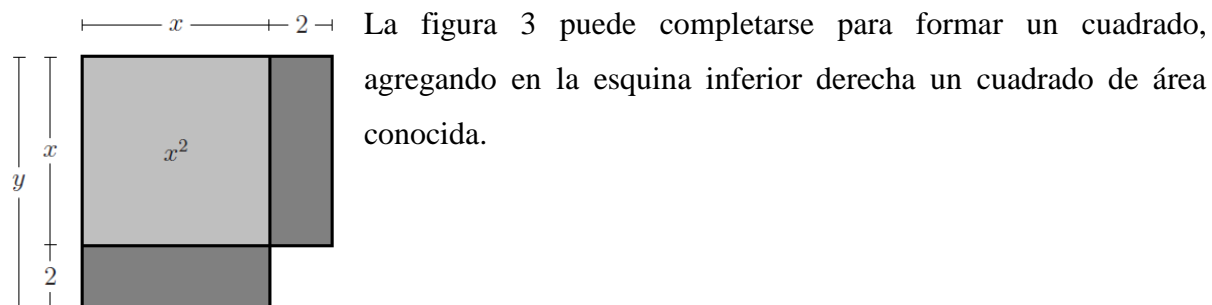 x 2
La figura 3 puede completarse para formar un cuadrado,
agregando en la esquina inferior derecha un cuadrado de área
conocida.
x
x²
y
2